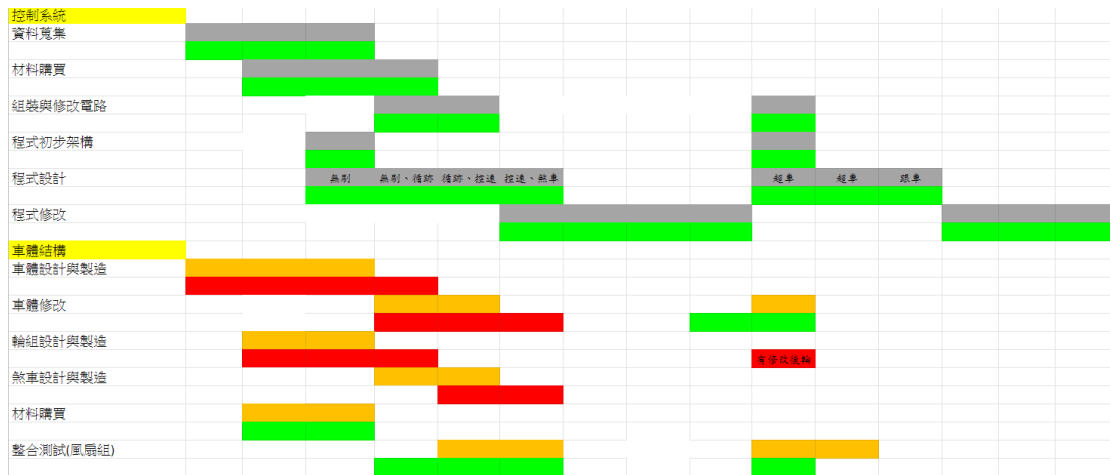 控制系統
資料蒐集
材料購買
組裝與修改電路
程式初步架構
程式設計 無刷 無刷、循跡 循跡、控速 控速、煞車 超車 超車 跟車
程式修改
車體結構
車體設計與製造
車體修改
輪組設計與製造
有修改後輪
煞車設計與製造
材料購買
整合測試(風扇組)